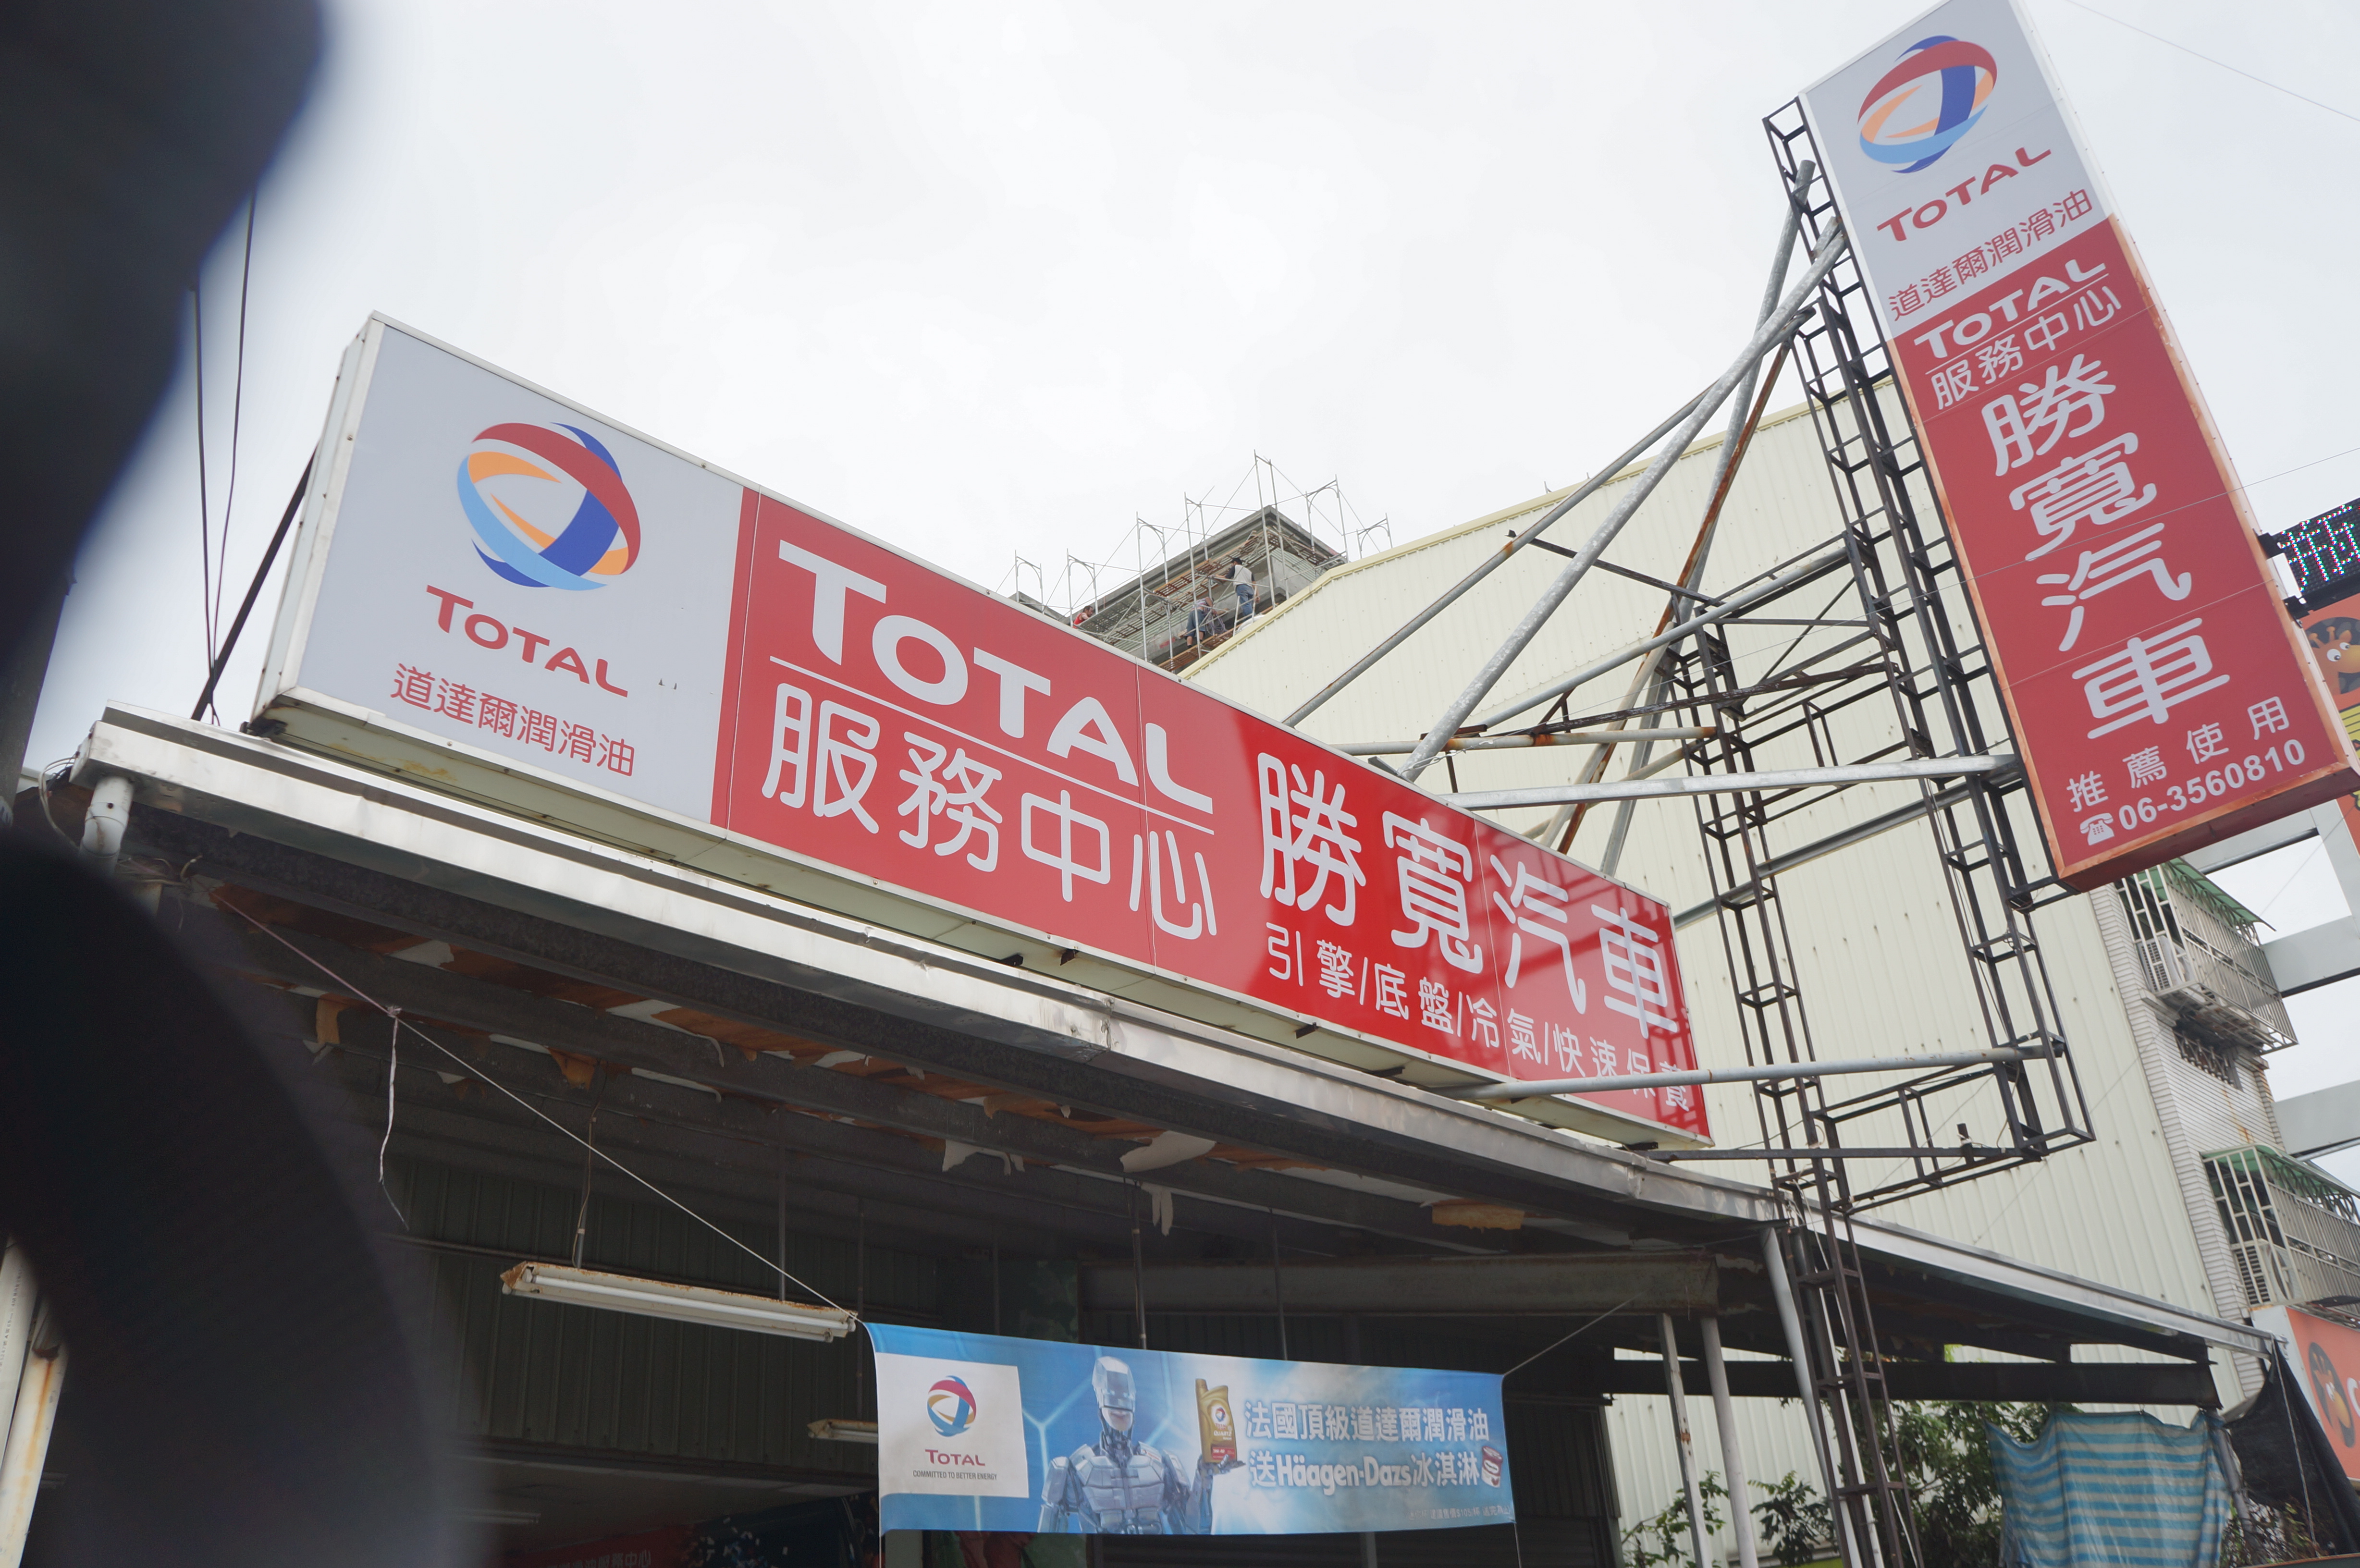 TOTAL
道達爾潤滑油
TOTAL
服務中心
勝寬汽車
引擎/底盤/冷氣/快速保養
TOTAL
道達爾潤滑油
TOTAL
服務中心
勝寬汽車
推薦使用
☎06-3560810
TOTAL
COMMITTED TO BETTER ENERGY
法國頂級道達爾潤滑油
送Häagen-Dazs冰淇淋